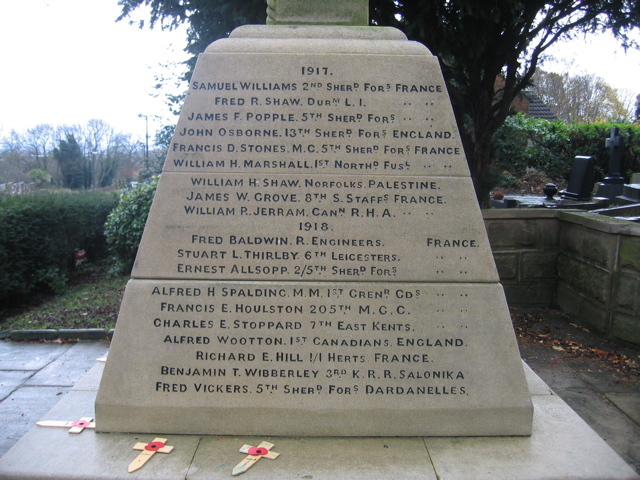 1917.
SAMUEL WILLIAMS 2ND SHERD FORS FRANCE
FRED R. SHAW. DURM L.I. " "
JAMES F. POPPLE. 5TH SHERD FORS " "
JOHN OSBORNE. 13TH SHERD FORS ENGLAND.
FRANCIS D. STONES. M.C. 5TH SHERD FORS FRANCE
WILLIAM H. MARSHALL. 1ST NORTHD FUSL " "
WILLIAM H. SHAW. NORFOLKS. PALESTINE.
JAMES W. GROVE. 8TH S. STAFFS FRANCE.
WILLIAM R. JERRAM. CANN R.H.A. " "
1918.
FRED BALDWIN. R. ENGINEERS. FRANCE.
STUART L. THIRLBY. 6TH LEICESTERS. " "
ERNEST ALLSOPP. 2/5TH SHERD FORS " "
ALFRED H. SPALDING. M.M. 1ST GREND GDS " "
FRANCIS E. HOULSTON 205TH M.G.C. " "
CHARLES E. STOPPARD 7TH EAST KENTS. " "
ALFRED WOOTTON. 1ST CANADIANS. ENGLAND.
RICHARD E. HILL 1/1 HERTS. FRANCE.
BENJAMIN T. WIBBERLEY 3RD K.R.R. SALONIKA
FRED VICKERS. 5TH SHERD FORS DARDANELLES.